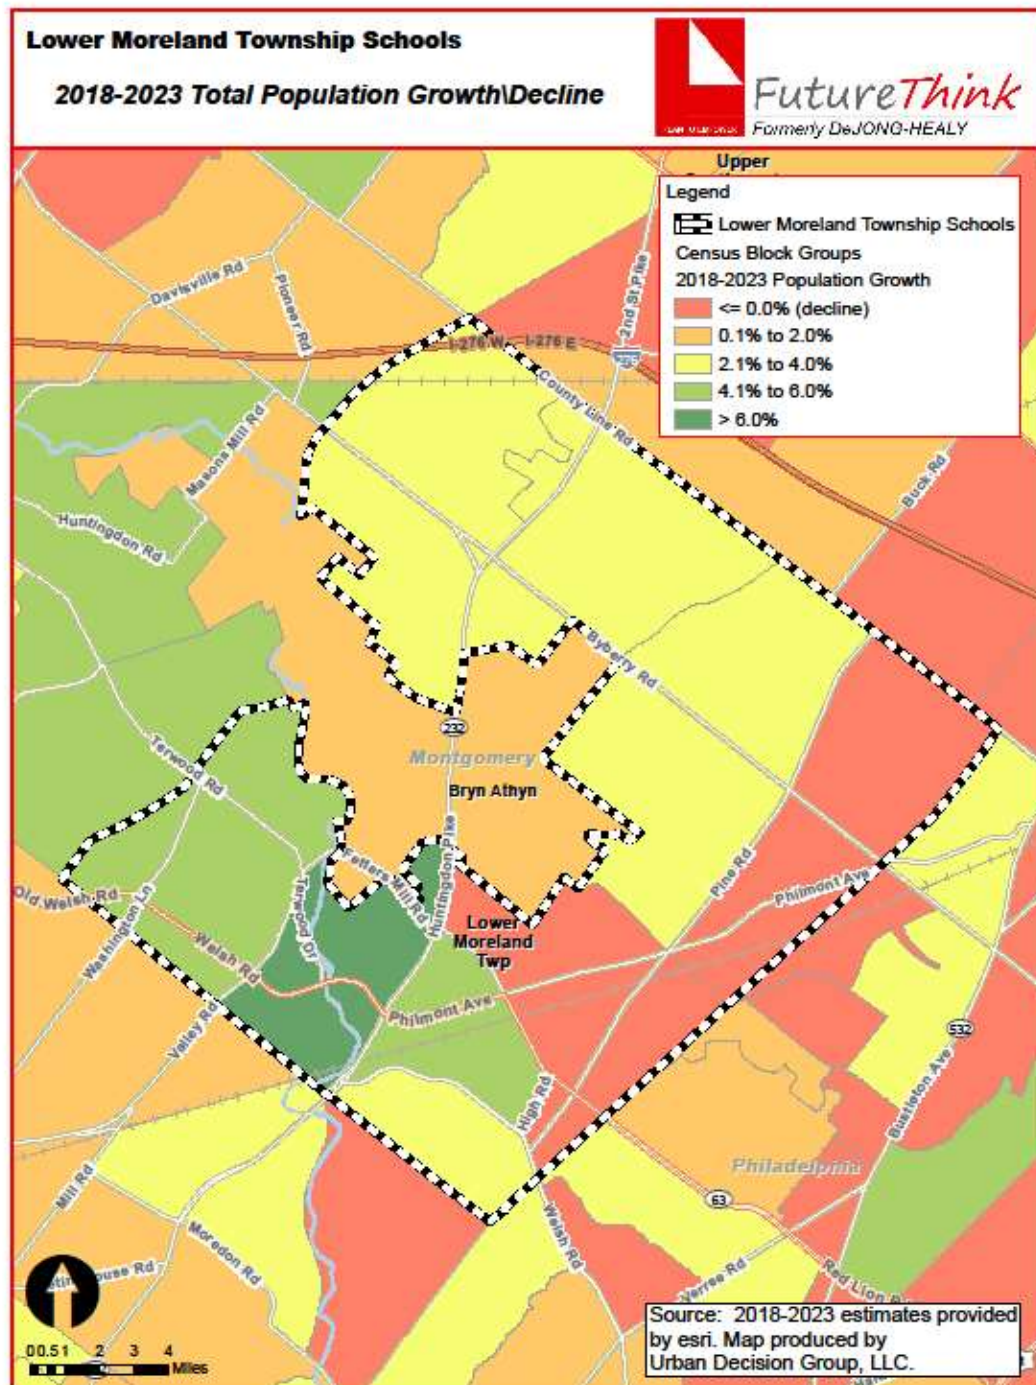 Lower Moreland Township Schools
2018-2023 Total Population Growth\Decline
FutureThink
Formerly DeJONG-HEALY
Upper
Legend
Lower Moreland Township Schools
Census Block Groups
2018-2023 Population Growth
<= 0.0% (decline)
0.1% to 2.0%
2.1% to 4.0%
4.1% to 6.0%
> 6.0%
Davisville Rd
Pioneer Rd
2nd St Pike
I-276 W
I-276 E
County Line Rd
Masons Mill Rd
Buck Rd
Huntingdon Rd
Byberry Rd
232
Montgomery
Bryn Athyn
Terwood Rd
Huntingdon Pike
Pine Rd
Fetters Mill Rd
Philmont Ave
Old Welsh Rd
Washington Ln
Terwood Dr
Lower
Moreland
Twp
Welsh Rd
Philmont Ave
Valley Rd
532
Bustleton Ave
High Rd
Philadelphia
Mill Rd
63
Moredon Rd
Welsh Rd
Verree Rd
Red Lion
House Rd
Source: 2018-2023 estimates provided
by esri. Map produced by
Urban Decision Group, LLC.
00.51 2 3 4
Miles